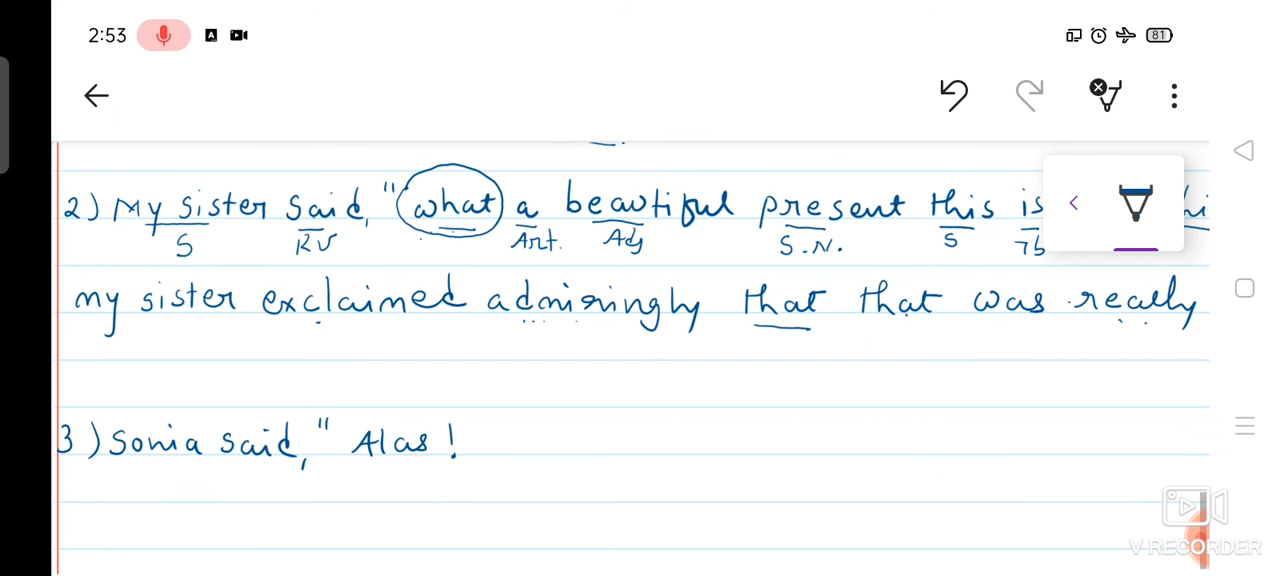 2:53 A 81
2) My sister said, "what a beautiful present this is
S RV Art. Adj S.N. S
my sister exclaimed admiringly that that was really
3) Sonia said, " Alas !
V RECORDER